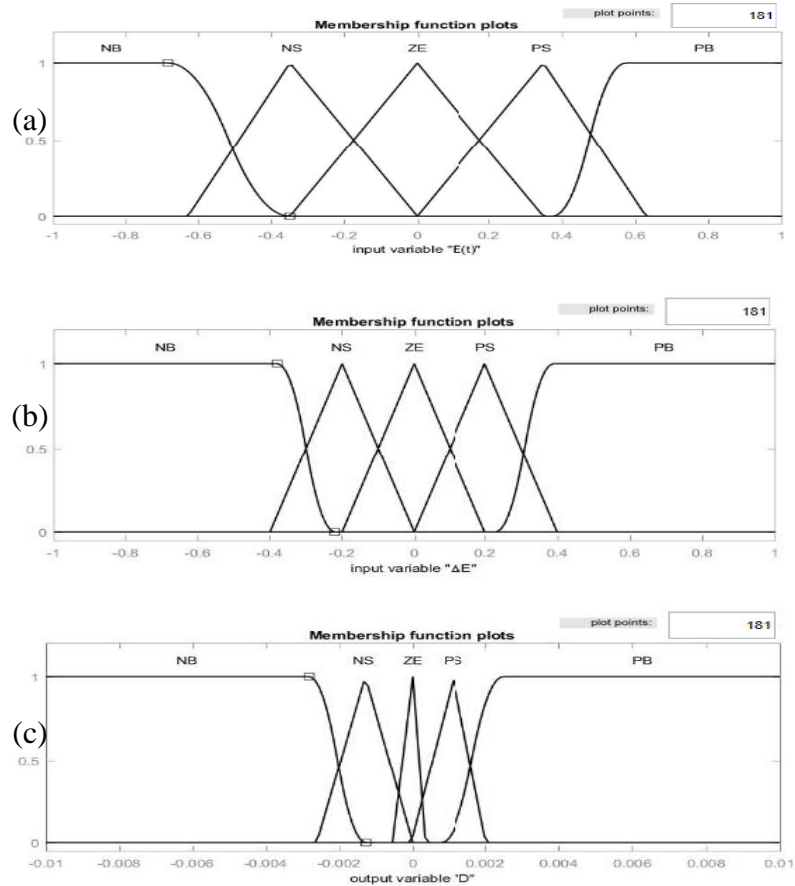 plot points: 181
Membership function plots
NB NS ZE PS PB
1
(a)
0.5
0
-1 -0.8 -0.6 -0.4 -0.2 0 0.2 0.4 0.6 0.8 1
input variable "E(t)"
plot points: 181
Membership function plots
NB NS ZE PS PB
1
(b)
0.5
0
-1 -0.8 -0.6 -0.4 -0.2 0 0.2 0.4 0.6 0.8 1
input variable "ΔE"
plot points: 181
Membership function plots
NB NS ZE PS PB
1
(c)
0.5
0
-0.01 -0.008 -0.006 -0.004 -0.002 0 0.002 0.004 0.006 0.008 0.01
output variable "D"